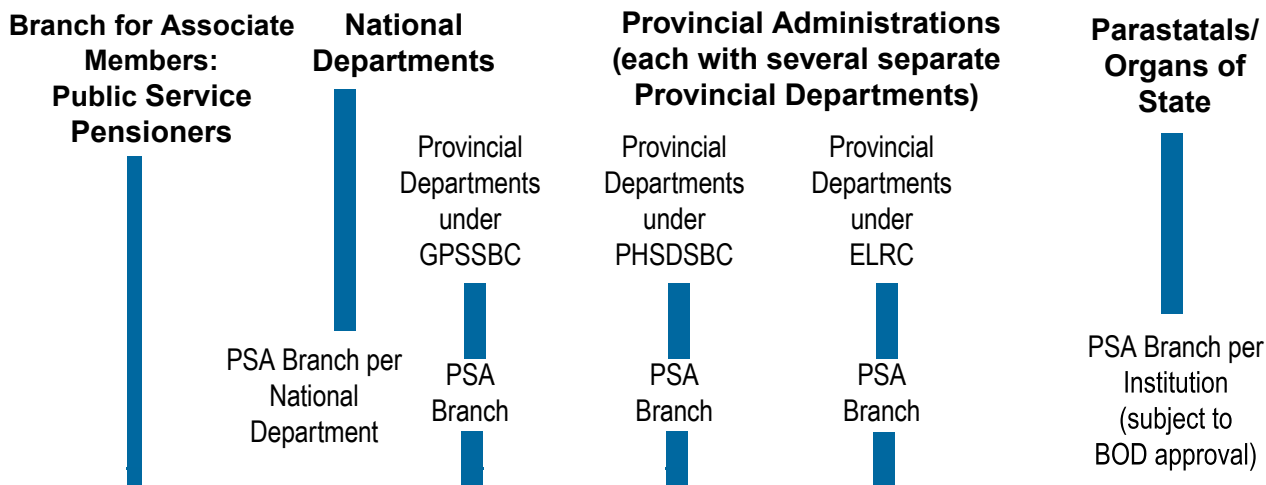 Branch for Associate
Members:
Public Service
Pensioners
National
Departments
Provincial Administrations
(each with several separate
Provincial Departments)
Parastatals/
Organs of
State
Provincial
Departments
under
GPSSBC
Provincial
Departments
under
PHSDSBC
Provincial
Departments
under
ELRC
PSA Branch per
National
Department
PSA
Branch
PSA
Branch
PSA
Branch
PSA Branch per
Institution
(subject to
BOD approval)